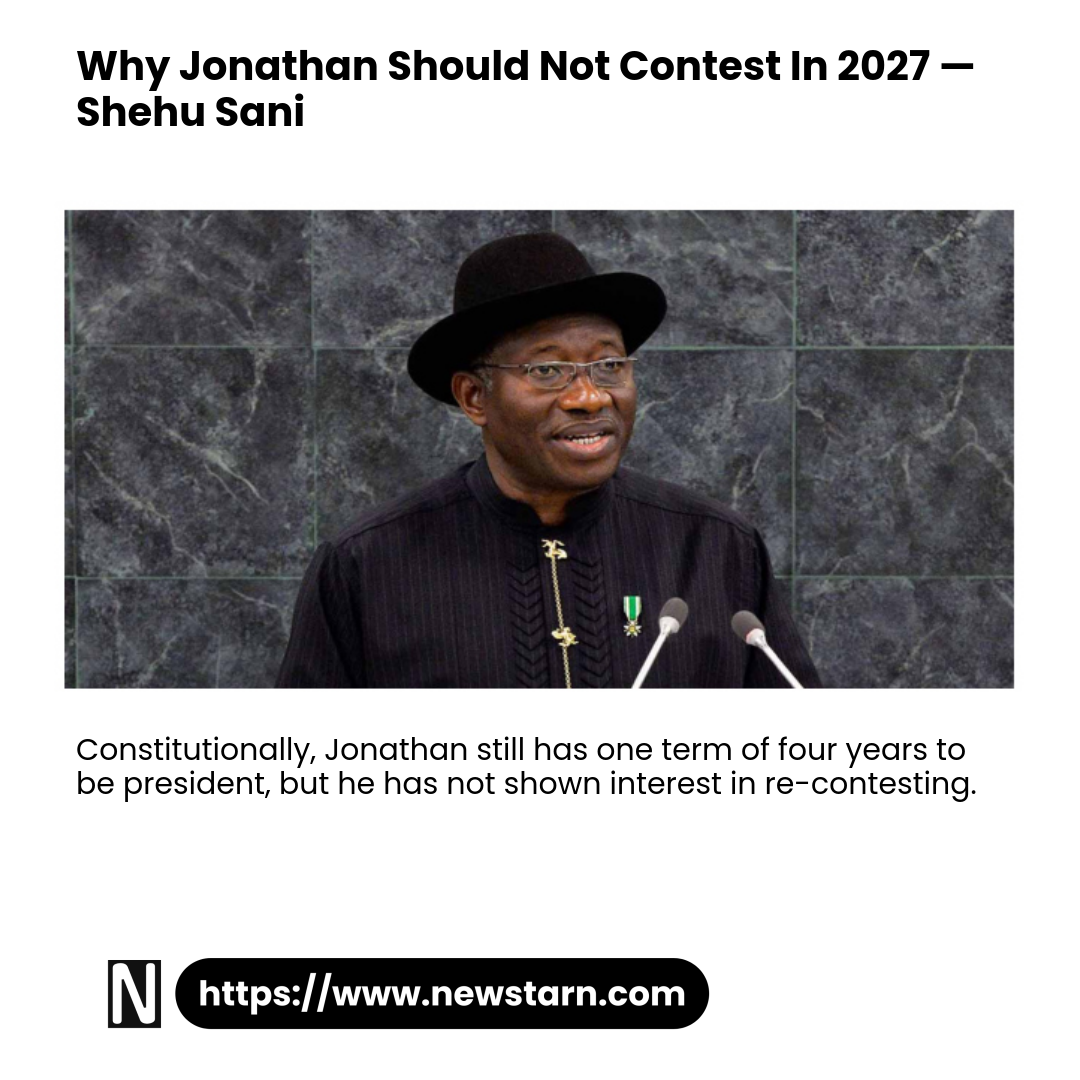 Why Jonathan Should Not Contest In 2027 —
Shehu Sani
Constitutionally, Jonathan still has one term of four years to
be president, but he has not shown interest in re-contesting.
N
https://www.newstarn.com